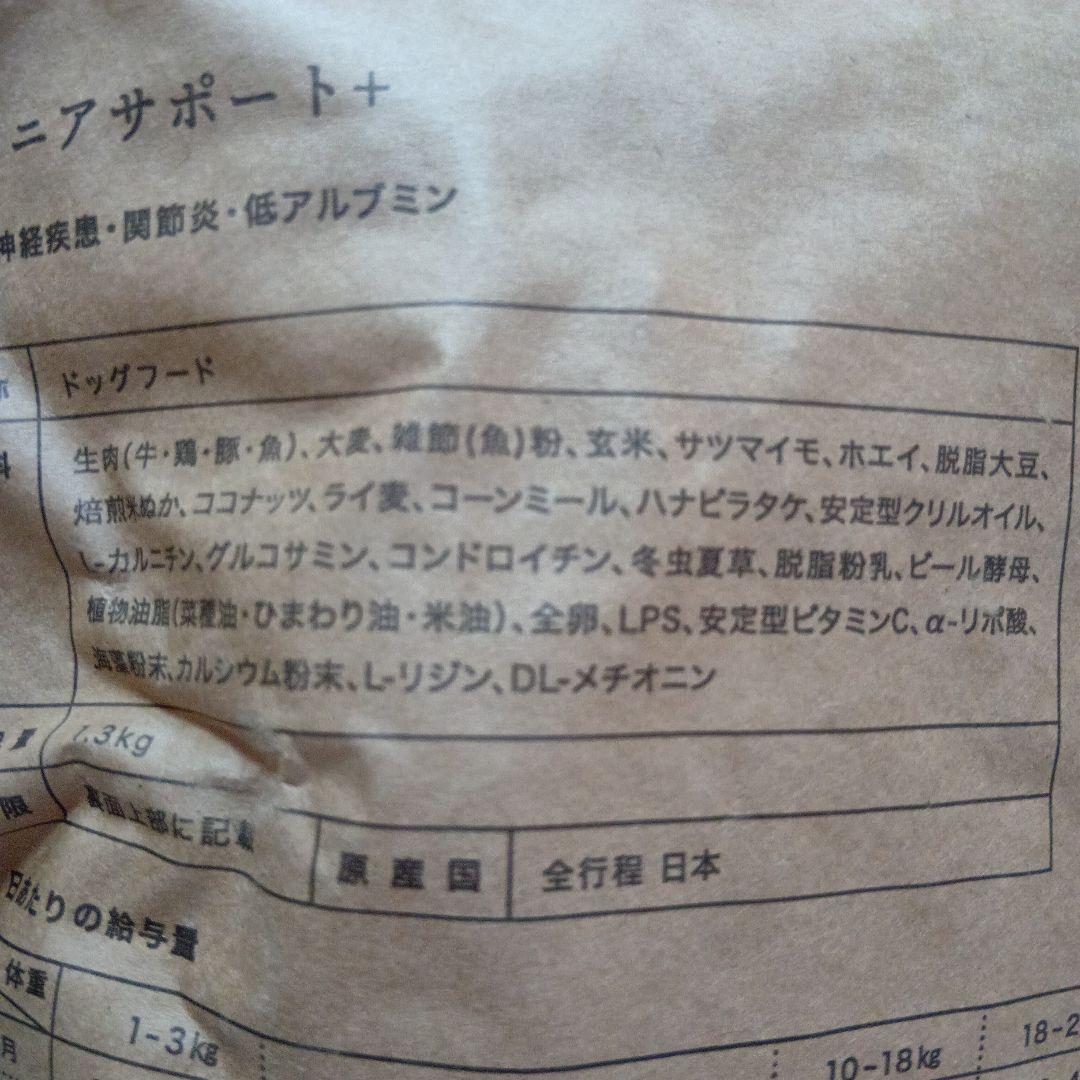 ニアサポート+
神経疾患・関節炎・低アルブミン
ドッグフード
料
生肉(牛・鶏・豚・魚)、大麦、雑節(魚)粉、玄米、サツマイモ、ホエイ、脱脂大豆、
焙煎米ぬか、ココナッツ、ライ麦、コーンミール、ハナビラタケ、安定型クリルオイル、
L-カルニチン、グルコサミン、コンドロイチン、冬虫夏草、脱脂粉乳、ビール酵母、
植物油脂(菜種油・ひまわり油・米油)、全卵、LPS、安定型ビタミンC、α-リポ酸、
海藻粉末、カルシウム粉末、L-リジン、DL-メチオニン
量 1.3kg
限 裏面上部に記載 原産国 全行程 日本
日あたりの給与量
体重 1-3kg 10-18kg 18-2
月